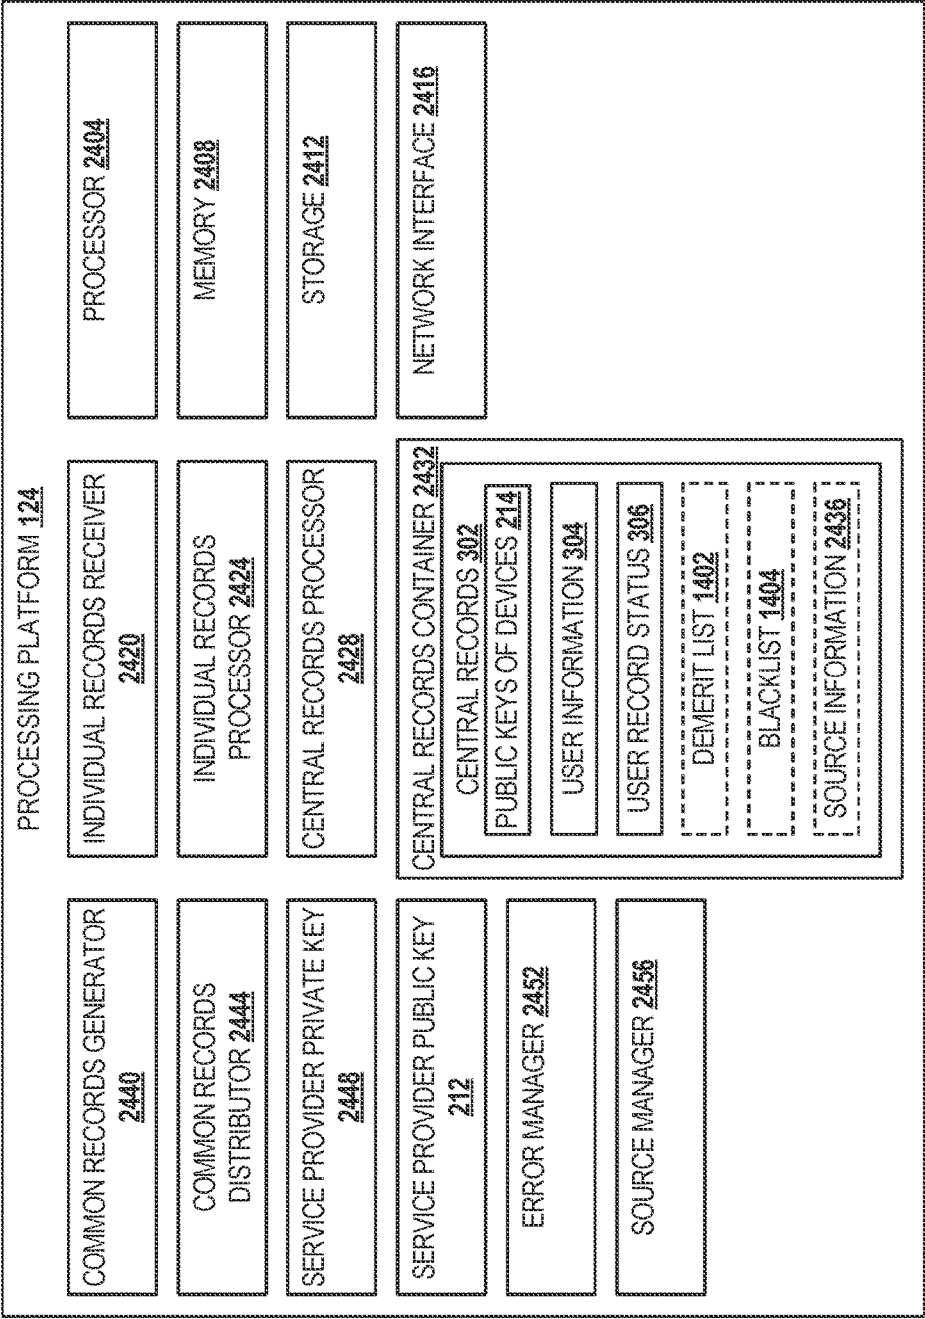 PROCESSING PLATFORM 124
COMMON RECORDS GENERATOR
2440
COMMON RECORDS
DISTRIBUTOR 2444
SERVICE PROVIDER PRIVATE KEY
2448
SERVICE PROVIDER PUBLIC KEY
212
ERROR MANAGER 2452
SOURCE MANAGER 2456
INDIVIDUAL RECORDS RECEIVER
2420
INDIVIDUAL RECORDS
PROCESSOR 2424
CENTRAL RECORDS PROCESSOR
2428
CENTRAL RECORDS CONTAINER 2432
CENTRAL RECORDS 302
PUBLIC KEYS OF DEVICES 214
USER INFORMATION 304
USER RECORD STATUS 306
DEMERIT LIST 1402
BLACKLIST 1404
SOURCE INFORMATION 2436
PROCESSOR 2404
MEMORY 2408
STORAGE 2412
NETWORK INTERFACE 2416